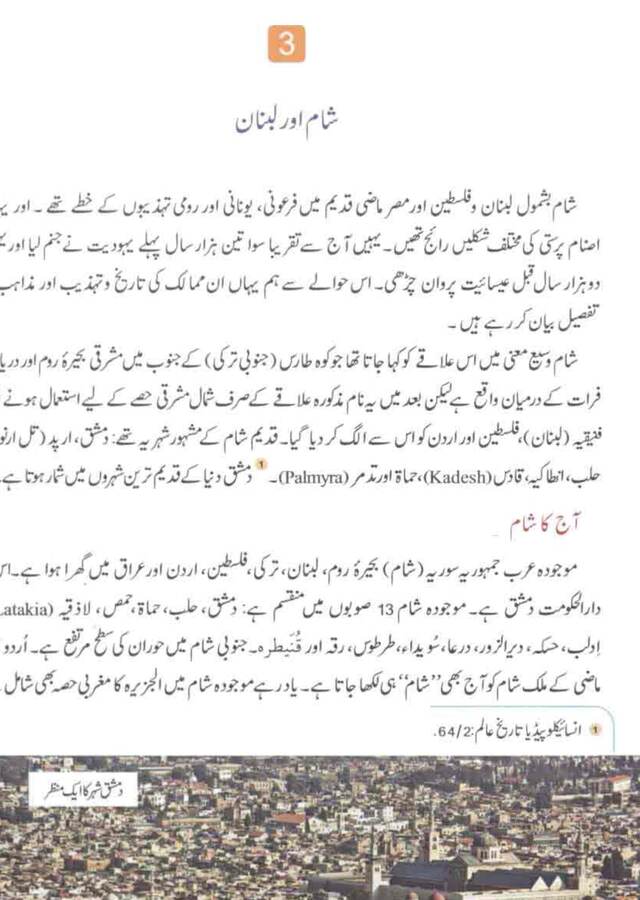 3
شام اور لبنان
شام بشمول لبنان و فلسطین اور مصر ماضی قدیم میں فرعونی، یونانی اور رومی تہذیبوں کے خطے تھے ۔ اور
اصنام پرستی کی مختلف شکلیں رائج تھیں۔ یہیں آج سے تقریبا سوا تین ہزار سال پہلے یہودیت نے جنم لیا اور
دو ہزار سال قبل عیسائیت پروان چڑھی۔ اس حوالے سے ہم یہاں ان ممالک کی تاریخ و تہذیب اور مذاہب
تفصیل بیان کر رہے ہیں ۔
شام وسیع معنی میں اس علاقے کو کہا جاتا تھا جو کوہ طارس (جنوبی ترکی) کے جنوب میں مشرقی بحیرۂ روم اور دریا
فرات کے درمیان واقع ہے لیکن بعد میں یہ نام مذکورہ علاقے کے صرف شمال مشرقی حصے کے لیے استعمال ہونے
فنیقیہ (لبنان)، فلسطین اور اردن کو اس سے الگ کر دیا گیا۔ قدیم شام کے مشہور شہر یہ تھے: دمشق، ارپد (تل
حلب، انطاکیہ، قادس (Kadesh)، حماۃ اور تدمر (Palmyra)۔ ① دمشق دنیا کے قدیم ترین شہروں میں شمار ہوتا ہے۔
آج کا شام
موجودہ عرب جمہوریہ سوریہ (شام) بحیرۂ روم، لبنان، ترکی، فلسطین، اردن اور عراق میں گھرا ہوا ہے۔ اس
دارالحکومت دمشق ہے۔ موجودہ شام 13 صوبوں میں منقسم ہے: دمشق، حلب، حماۃ، حمص، لاذقیہ (atakia
اِدلب، حسکہ، دیرالزور، درعا، سُویداء، طرطوس، رقہ اور قُنَیطرہ۔ جنوبی شام میں حوران کی سطح مرتفع ہے۔ اُردو
ماضی کے ملک شام کو آج بھی ’’شام‘‘ ہی لکھا جاتا ہے۔ یاد رہے موجودہ شام میں الجزیرہ کا مغربی حصہ بھی شامل
① انسائیکلوپیڈیا تاریخ عالم: 64/2.
دمشق شہر کا ایک منظر